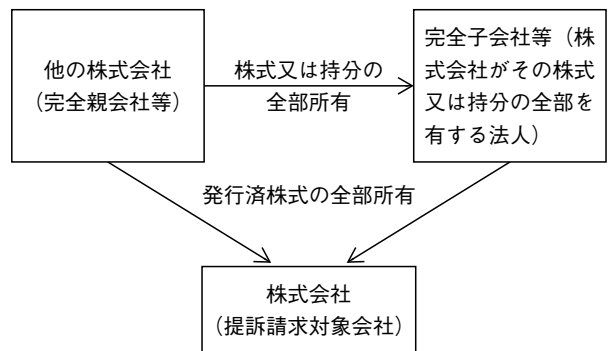 他の株式会社
（完全親会社等）
株式又は持分の
全部所有
完全子会社等（株
式会社がその株式
又は持分の全部を
有する法人）
発行済株式の全部所有
株式会社
（提訴請求対象会社）